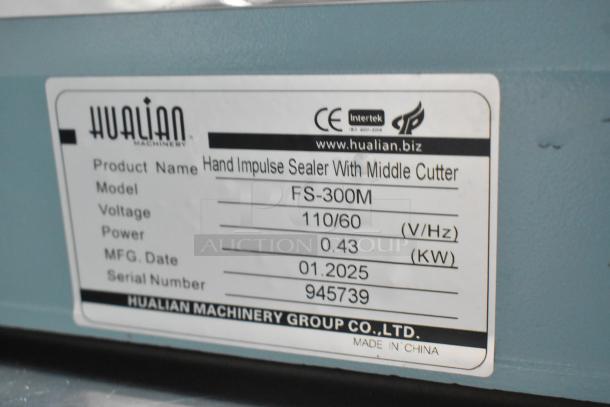 HUALIAN
MACHINERY
CE Intertek
www.hualian.biz
Product Name Hand Impulse Sealer With Middle Cutter
Model FS-300M
Voltage 110/60 (V/Hz)
Power 0.43 (KW)
MFG. Date 01.2025
Serial Number 945739
HUALIAN MACHINERY GROUP CO.,LTD.
MADE IN CHINA
AUCTION GROUP